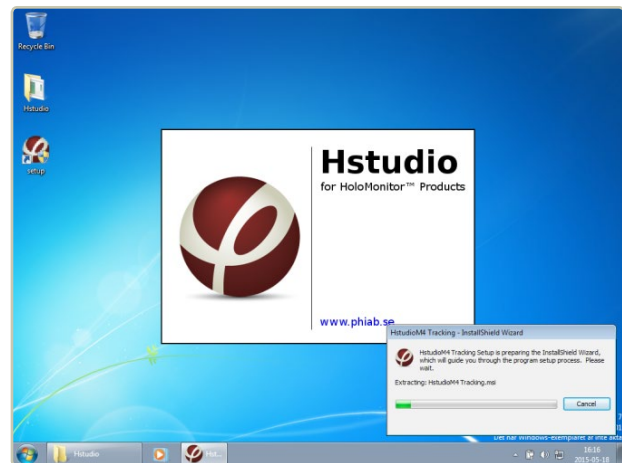 Recycle Bin
Hstudio
setup
Hstudio
for HoloMonitor™ Products
www.phiab.se
HstudioM4 Tracking - InstallShield Wizard
HstudioM4 Tracking Setup is preparing the InstallShield Wizard,
which will guide you through the program setup process. Please
wait.
Extracting: HstudioM4 Tracking.msi
Cancel
Det här Windows-exemplaret är inte äkta
Hstudio
Hst...
16:16
2015-05-18